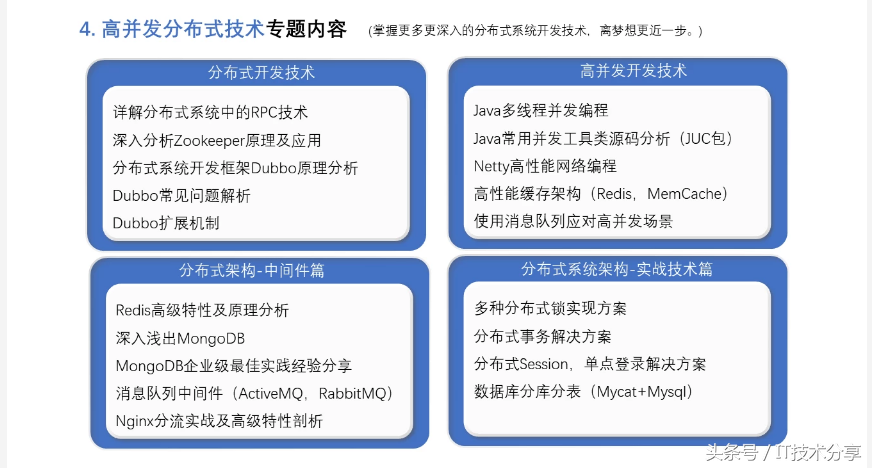 4. 高并发分布式技术专题内容 (掌握更多更深入的分布式系统开发技术，离梦想更近一步。)
分布式开发技术
详解分布式系统中的RPC技术
深入分析Zookeeper原理及应用
分布式系统开发框架Dubbo原理分析
Dubbo常见问题解析
Dubbo扩展机制
高并发开发技术
Java多线程并发编程
Java常用并发工具类源码分析（JUC包）
Netty高性能网络编程
高性能缓存架构（Redis，MemCache）
使用消息队列应对高并发场景
分布式架构-中间件篇
Redis高级特性及原理分析
深入浅出MongoDB
MongoDB企业级最佳实践经验分享
消息队列中间件（ActiveMQ，RabbitMQ）
Nginx分流实战及高级特性剖析
分布式系统架构-实战技术篇
多种分布式锁实现方案
分布式事务解决方案
分布式Session，单点登录解决方案
数据库分库分表（Mycat+Mysql）
头条号 / IT技术分享